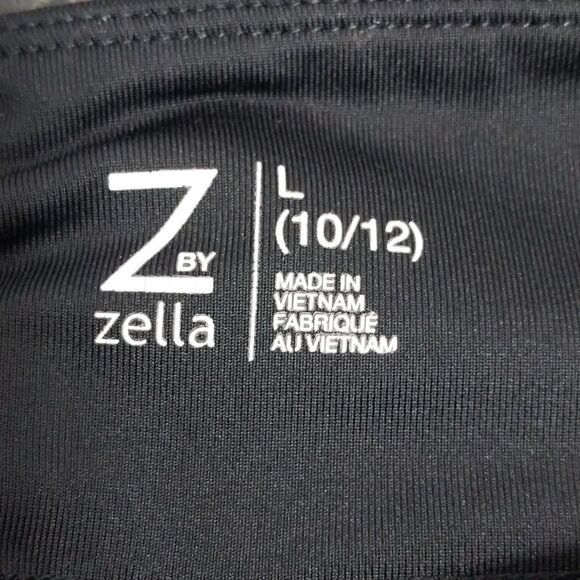 Z BY
zella
L
(10/12)
MADE IN
VIETNAM
FABRIQUÉ
AU VIETNAM